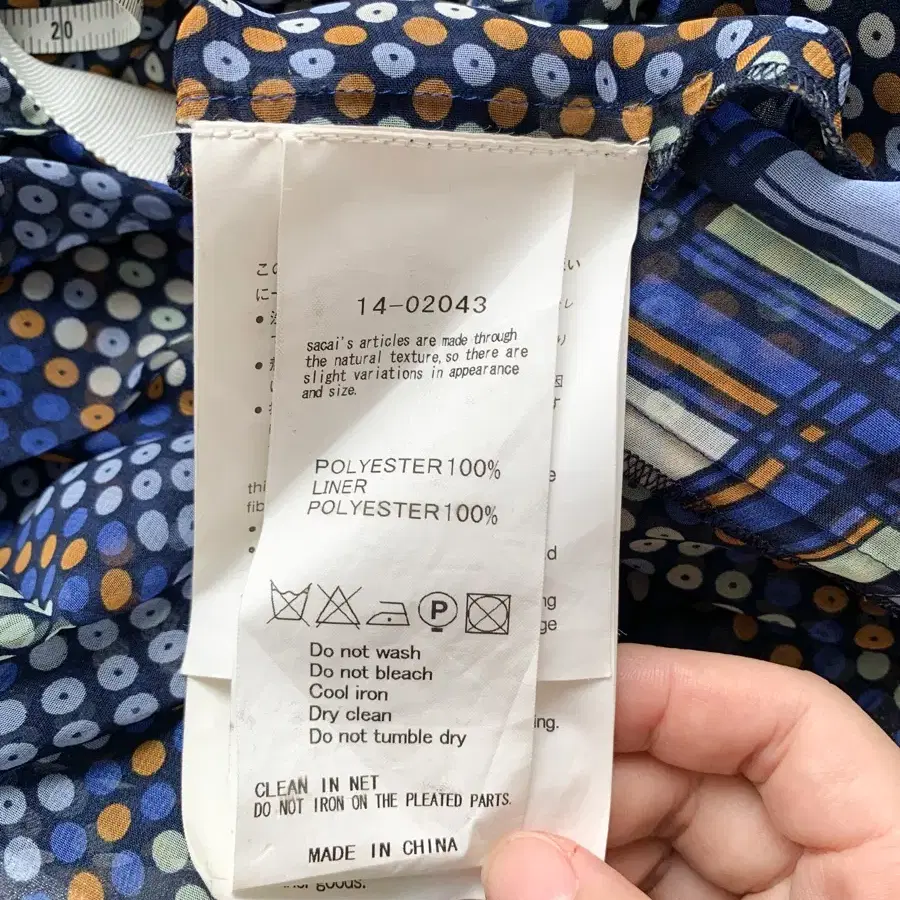 20
14-02043
sacai's articles are made through
the natural texture, so there are
slight variations in appearance
and size.
POLYESTER100%
LINER
POLYESTER100%
P
Do not wash
Do not bleach
Cool iron
Dry clean
Do not tumble dry
CLEAN IN NET
DO NOT IRON ON THE PLEATED PARTS.
MADE IN CHINA
goods.